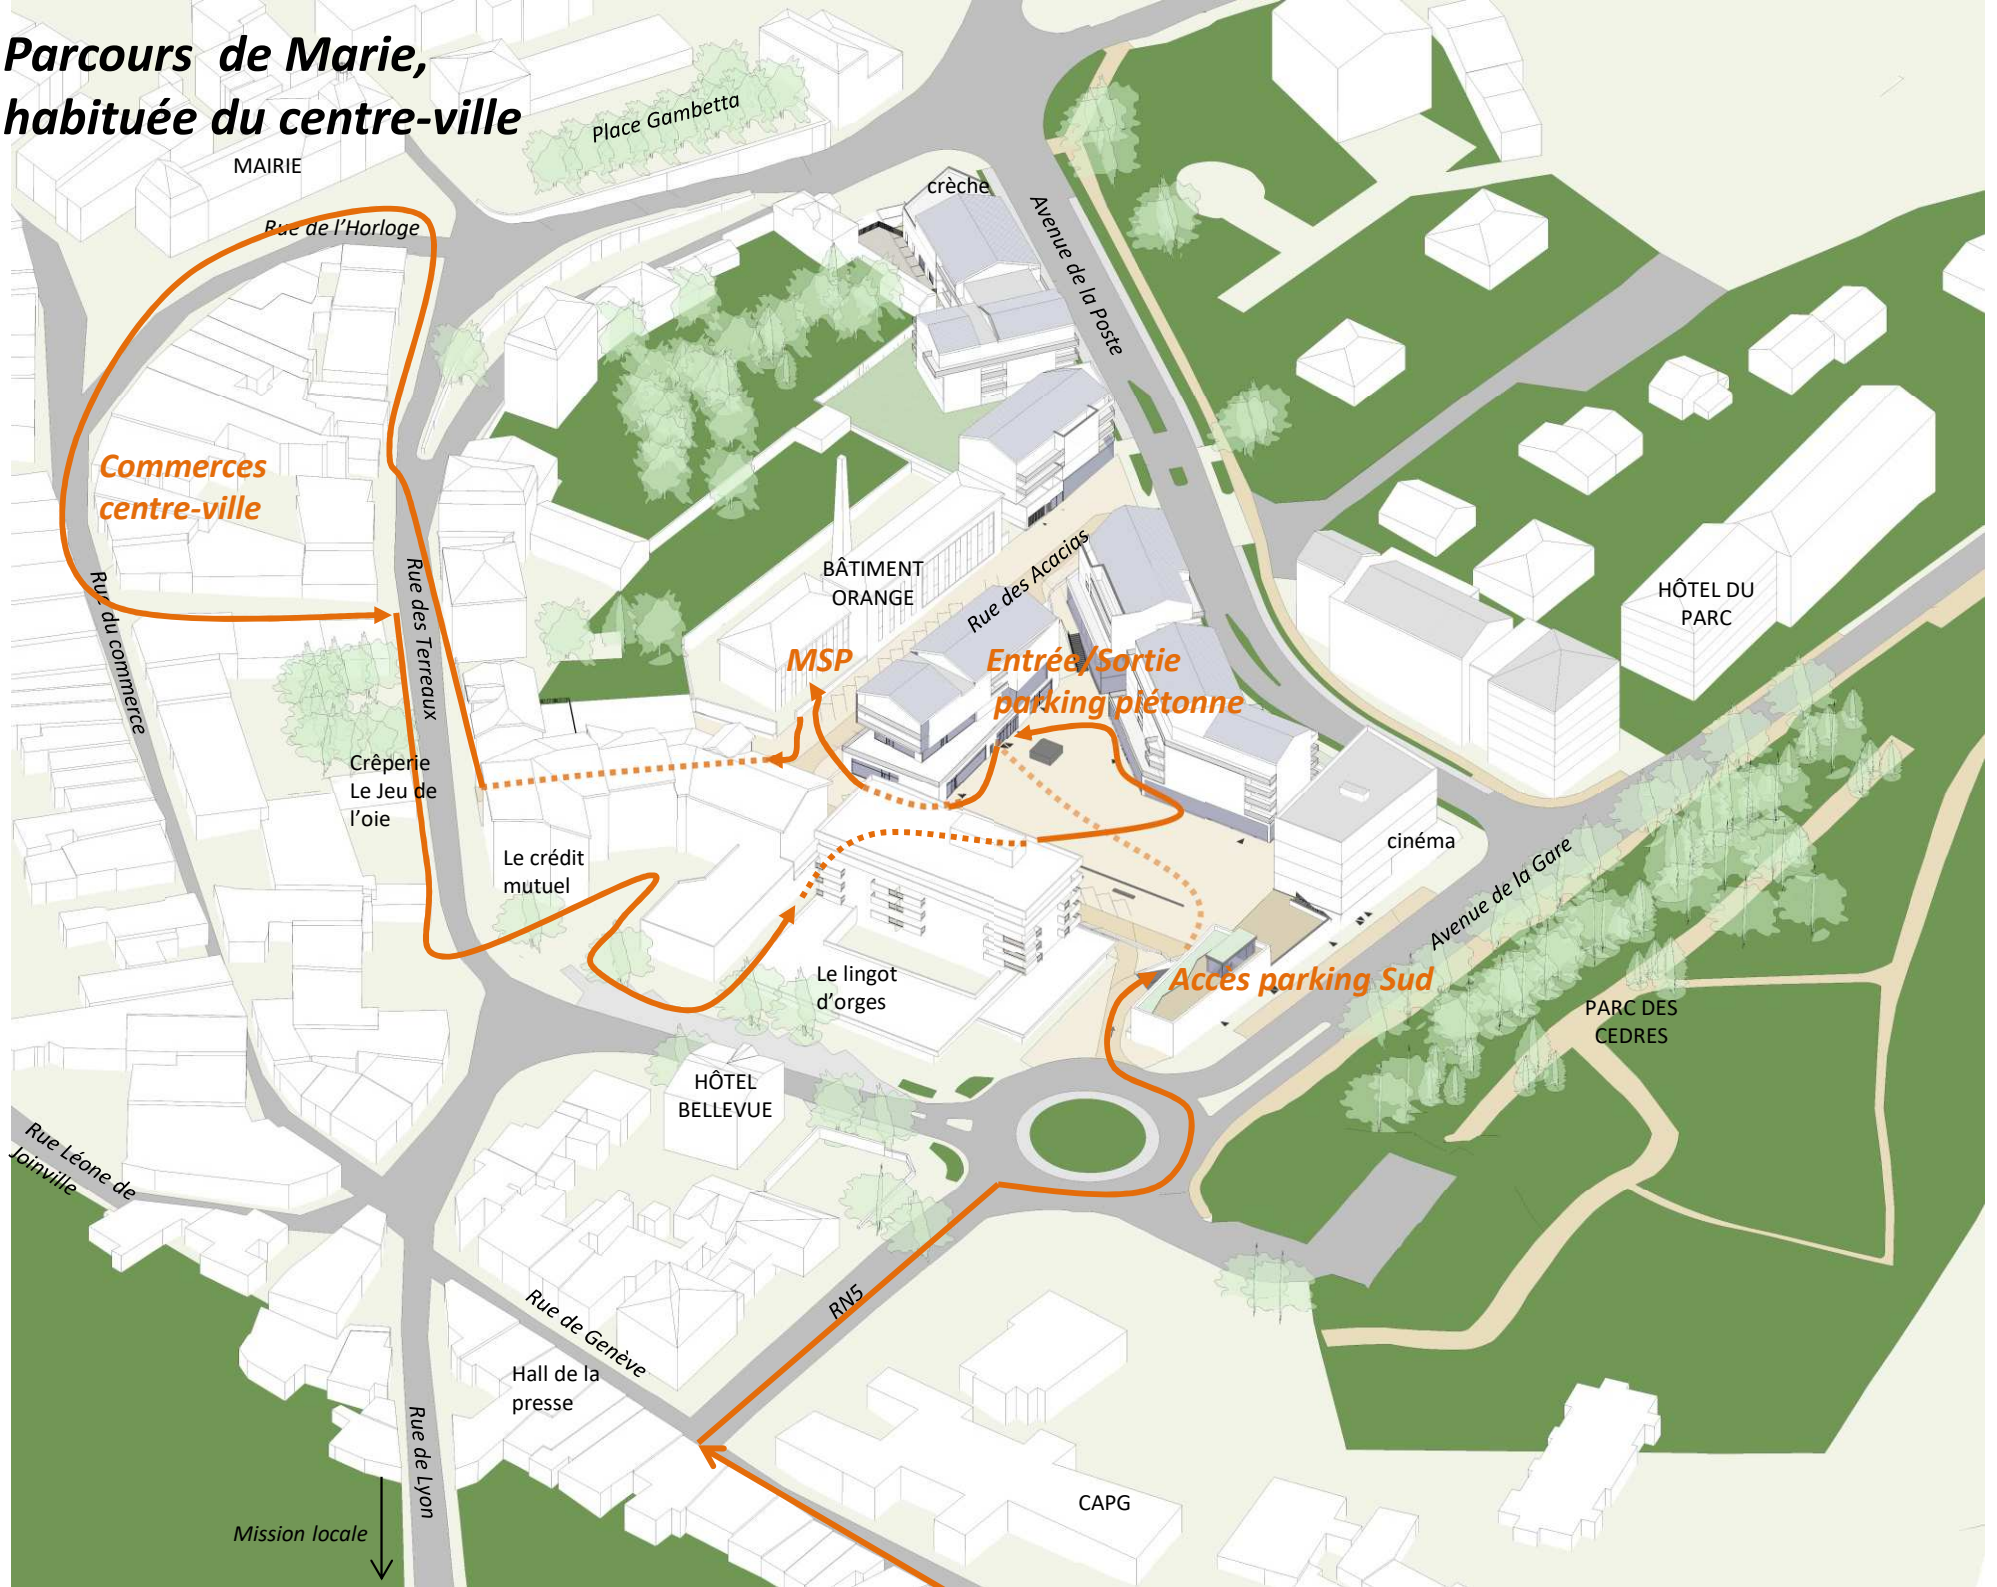 Parcours de Marie,
habituée du centre-ville
MAIRIE
Place Gambetta
crèche
Rue de l'Horloge
Avenue de la Poste
Commerces
centre-ville
Rue du commerce
Rue des Terreaux
BÂTIMENT
ORANGE
Rue des Acacias
HÔTEL DU
PARC
MSP
Entrée/Sortie
parking piétonne
Crêperie
Le Jeu de
l'oie
Le crédit
mutuel
cinéma
Avenue de la Gare
Le lingot
d'orges
Accès parking Sud
PARC DES
CEDRES
HÔTEL
BELLEVUE
Rue Léone de
Joinville
RN5
Rue de Genève
Hall de la
presse
Rue de Lyon
CAPG
Mission locale